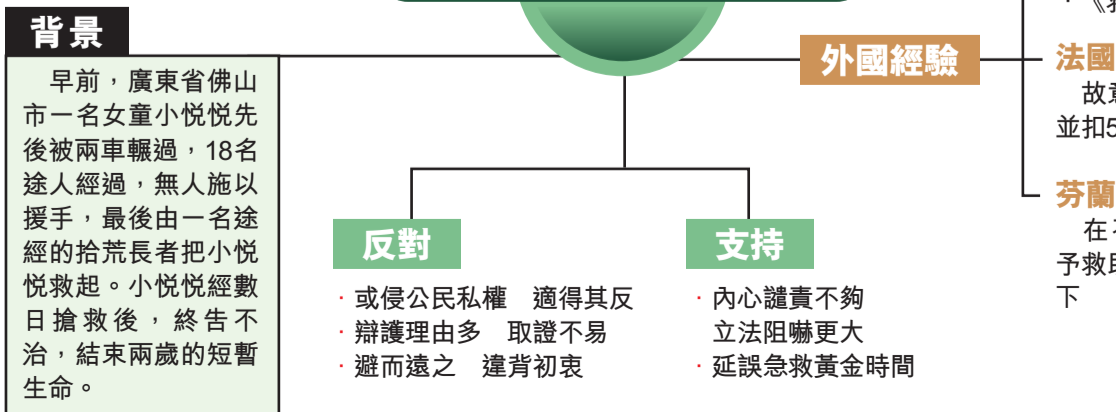 背景
早前，廣東省佛山
市一名女童小悅悅先
後被兩車輾過，18名
途人經過，無人施以
援手，最後由一名途
經的拾荒長者把小悅
悅救起。小悅悅經數
日搶救後，終告不
治，結束兩歲的短暫
生命。
反對
·或侵公民私權　適得其反
·辯護理由多　取證不易
·避而遠之　違背初衷
支持
·內心譴責不夠
立法阻嚇更大
·延誤急救黃金時間
外國經驗
法國
並扣5
芬蘭
予救
下